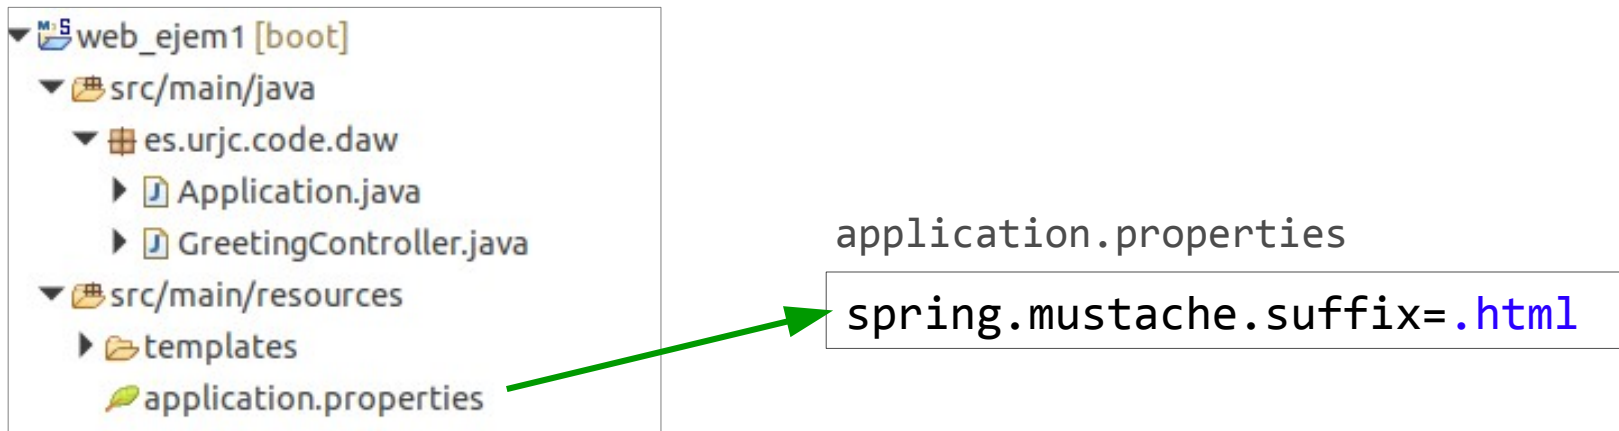 web_ejem1 [boot]
src/main/java
es.urjc.code.daw
Application.java
GreetingController.java
src/main/resources
templates
application.properties
application.properties
spring.mustache.suffix=.html